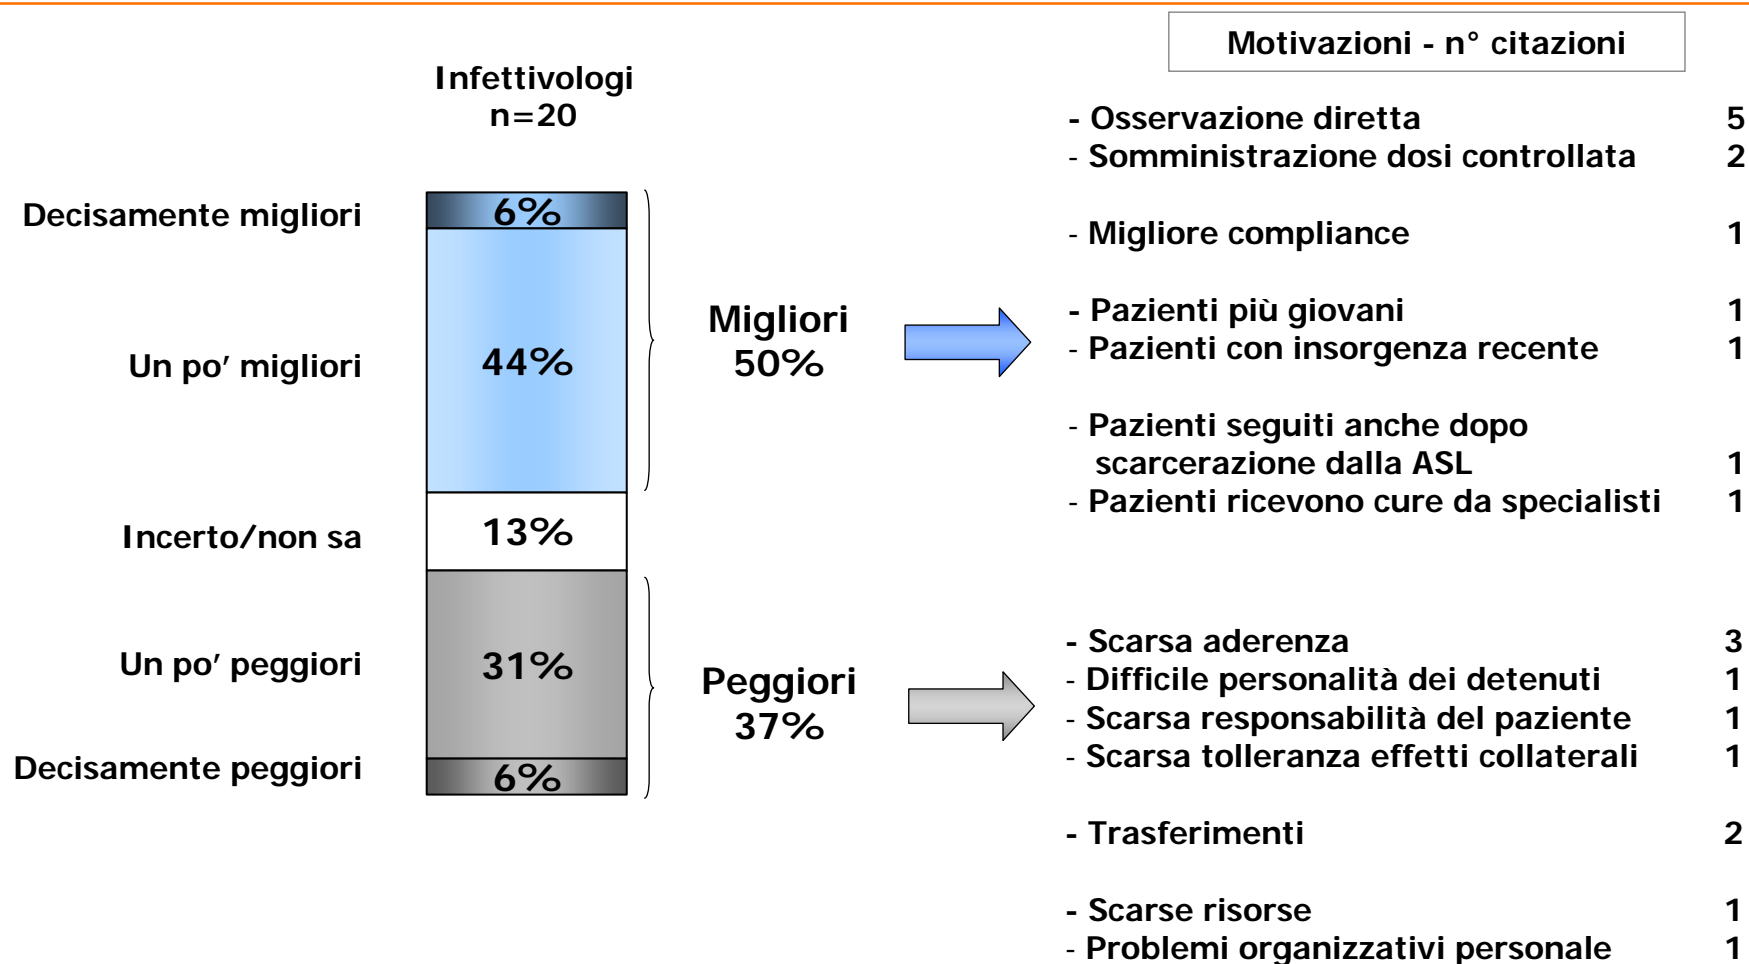 Motivazioni - n° citazioni
Infettivologi
n=20
Decisamente migliori
6%
Un po’ migliori
44%
Incerto/non sa
13%
Un po’ peggiori
31%
Decisamente peggiori
6%
Migliori
50%
Peggiori
37%
- Osservazione diretta 5
- Somministrazione dosi controllata 2
- Migliore compliance 1
- Pazienti più giovani 1
- Pazienti con insorgenza recente 1
- Pazienti seguiti anche dopo
scarcerazione dalla ASL 1
- Pazienti ricevono cure da specialisti 1
- Scarsa aderenza 3
- Difficile personalità dei detenuti 1
- Scarsa responsabilità del paziente 1
- Scarsa tolleranza effetti collaterali 1
- Trasferimenti 2
- Scarse risorse 1
- Problemi organizzativi personale 1